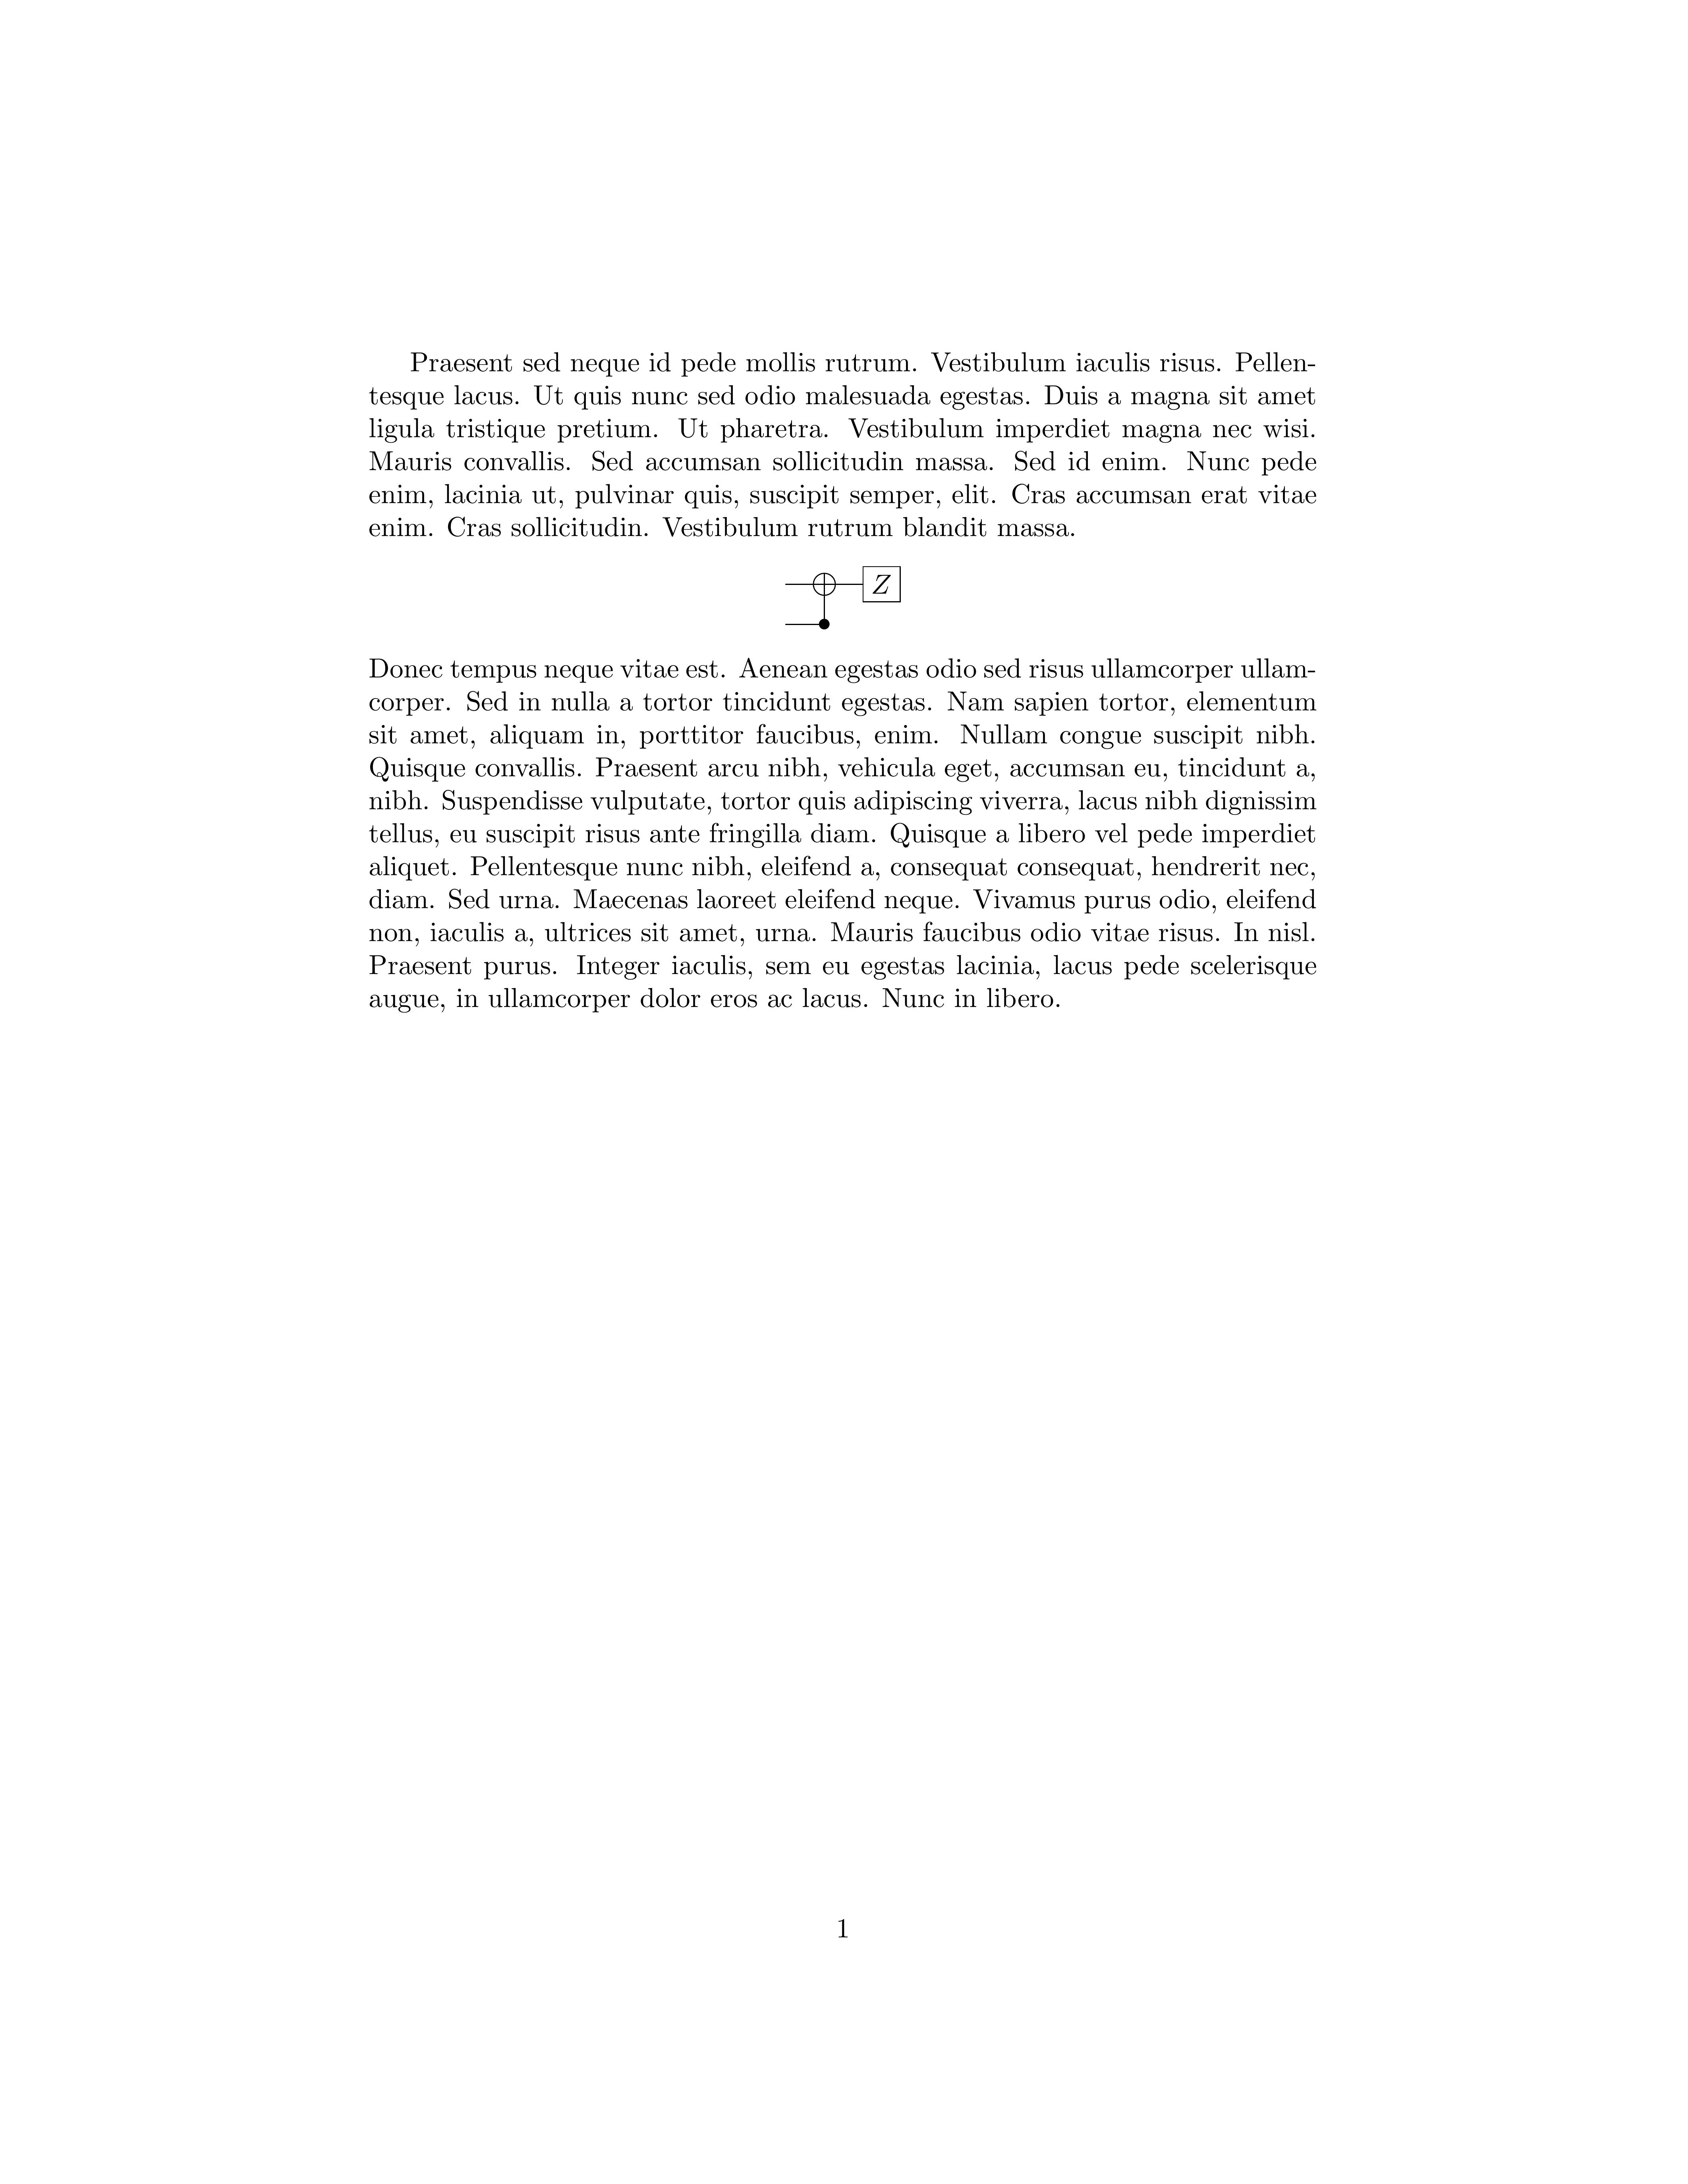 Praesent sed neque id pede mollis rutrum. Vestibulum iaculis risus. Pellen-
tesque lacus. Ut quis nunc sed odio malesuada egestas. Duis a magna sit amet
ligula tristique pretium. Ut pharetra. Vestibulum imperdiet magna nec wisi.
Mauris convallis. Sed accumsan sollicitudin massa. Sed id enim. Nunc pede
enim, lacinia ut, pulvinar quis, suscipit semper, elit. Cras accumsan erat vitae
enim. Cras sollicitudin. Vestibulum rutrum blandit massa.
Z
Donec tempus neque vitae est. Aenean egestas odio sed risus ullamcorper ullam-
corper. Sed in nulla a tortor tincidunt egestas. Nam sapien tortor, elementum
sit amet, aliquam in, porttitor faucibus, enim. Nullam congue suscipit nibh.
Quisque convallis. Praesent arcu nibh, vehicula eget, accumsan eu, tincidunt a,
nibh. Suspendisse vulputate, tortor quis adipiscing viverra, lacus nibh dignissim
tellus, eu suscipit risus ante fringilla diam. Quisque a libero vel pede imperdiet
aliquet. Pellentesque nunc nibh, eleifend a, consequat consequat, hendrerit nec,
diam. Sed urna. Maecenas laoreet eleifend neque. Vivamus purus odio, eleifend
non, iaculis a, ultrices sit amet, urna. Mauris faucibus odio vitae risus. In nisl.
Praesent purus. Integer iaculis, sem eu egestas lacinia, lacus pede scelerisque
augue, in ullamcorper dolor eros ac lacus. Nunc in libero.
1